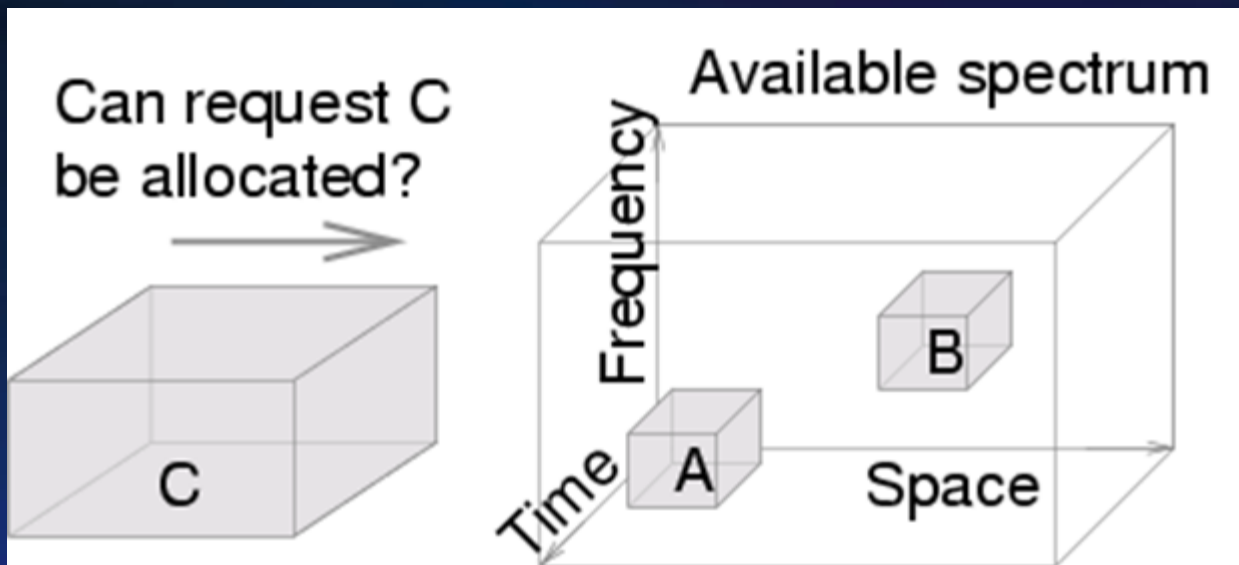 Can request C
be allocated?
C
Available spectrum
Frequency
B
A
Time
Space